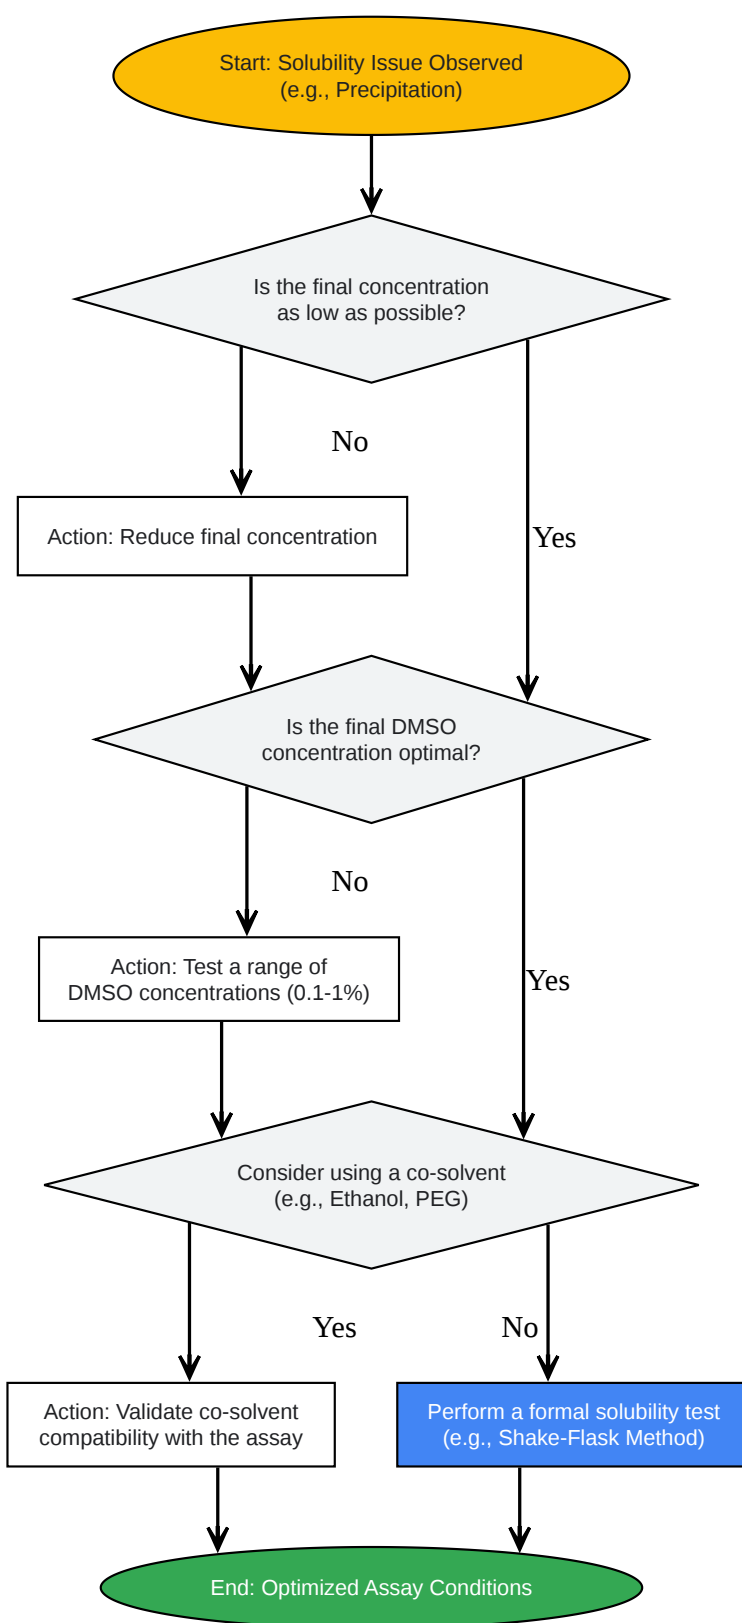 Start: Solubility Issue Observed
(e.g., Precipitation)
Is the final concentration
as low as possible?
No
Action: Reduce final concentration
Yes
Is the final DMSO
concentration optimal?
No
Action: Test a range of
DMSO concentrations (0.1-1%)
Yes
Consider using a co-solvent
(e.g., Ethanol, PEG)
Yes
No
Action: Validate co-solvent
compatibility with the assay
Perform a formal solubility test
(e.g., Shake-Flask Method)
End: Optimized Assay Conditions